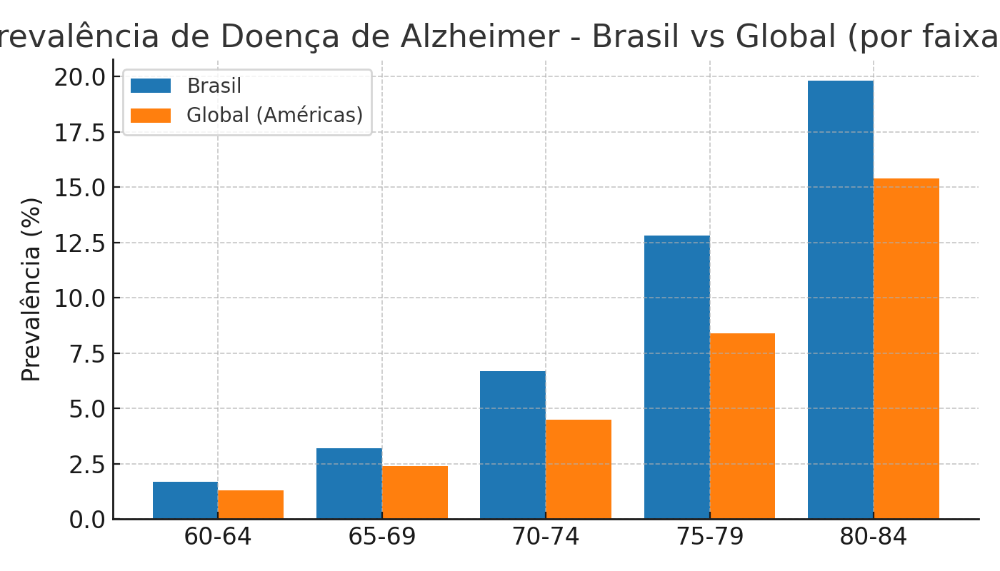 revalência de Doença de Alzheimer - Brasil vs Global (por faixa
Brasil
Global (Américas)
Prevalência (%)
20.0
17.5
15.0
12.5
10.0
7.5
5.0
2.5
0.0
60-64 65-69 70-74 75-79 80-84